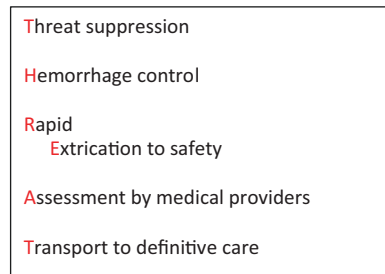 Threat suppression
Hemorrhage control
Rapid
Extrication to safety
Assessment by medical providers
Transport to definitive care